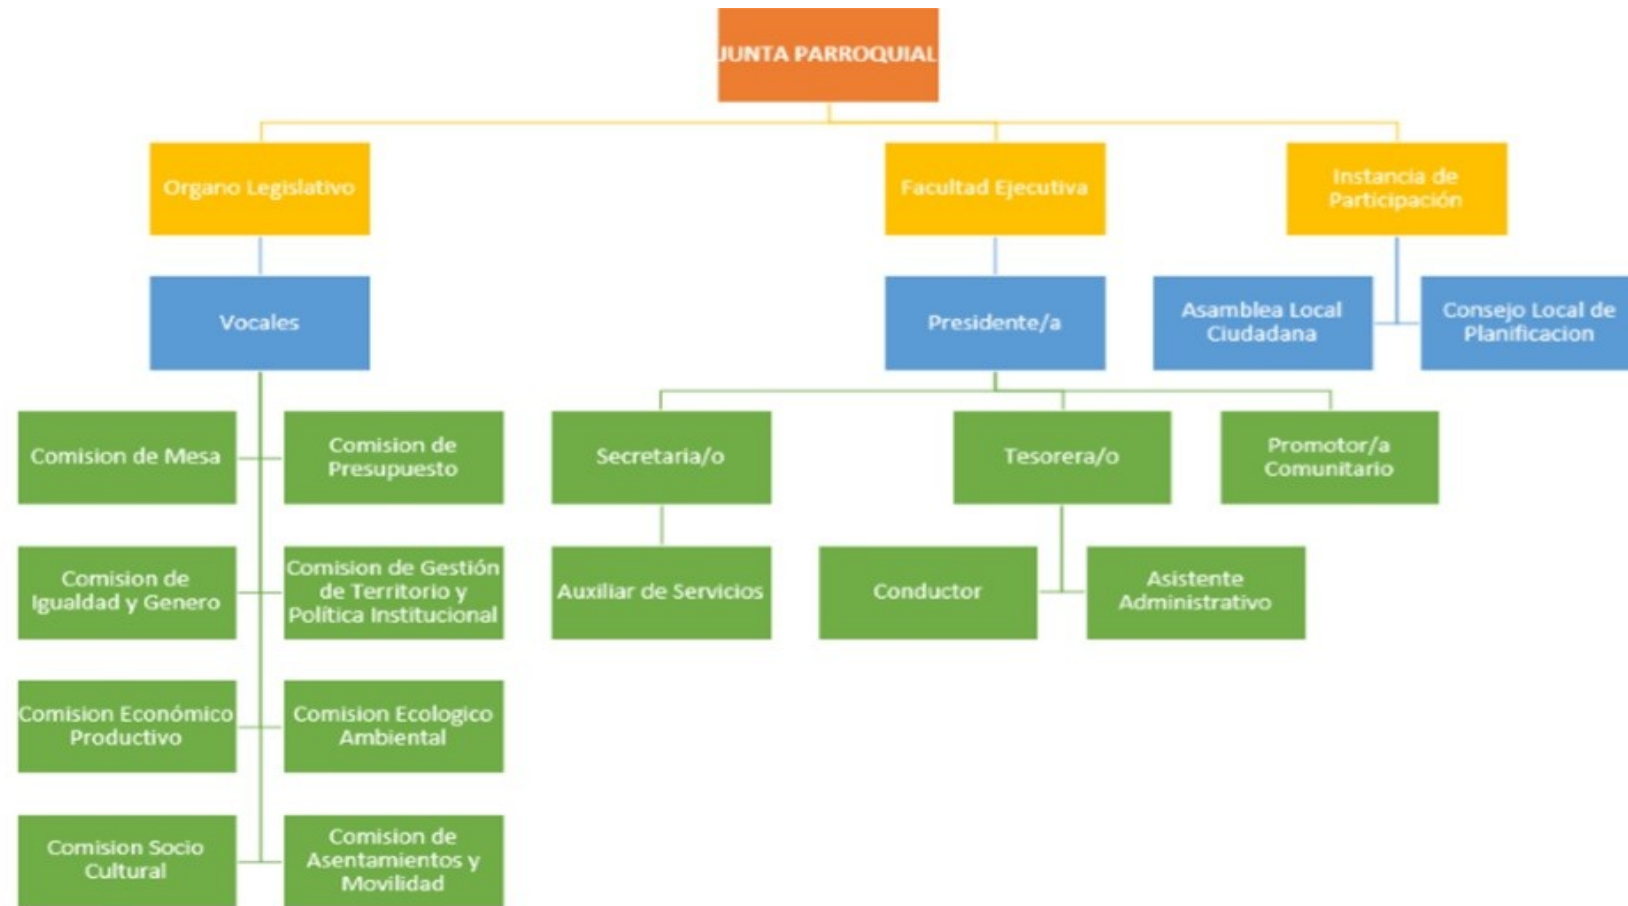 JUNTA PARROQUIAL
Organo Legislativo
Facultad Ejecutiva
Instancia de
Participación
Vocales
Presidente/a
Asamblea Local
Ciudadana
Consejo Local de
Planificacion
Comision de Mesa
Comision de
Presupuesto
Secretaria/o
Tesorera/o
Promotor/a
Comunitario
Comision de
Igualdad y Genero
Comision de Gestión
de Territorio y
Política Institucional
Auxiliar de Servicios
Conductor
Asistente
Administrativo
Comision Económico
Productivo
Comision Ecologico
Ambiental
Comision Socio
Cultural
Comision de
Asentamientos y
Movilidad